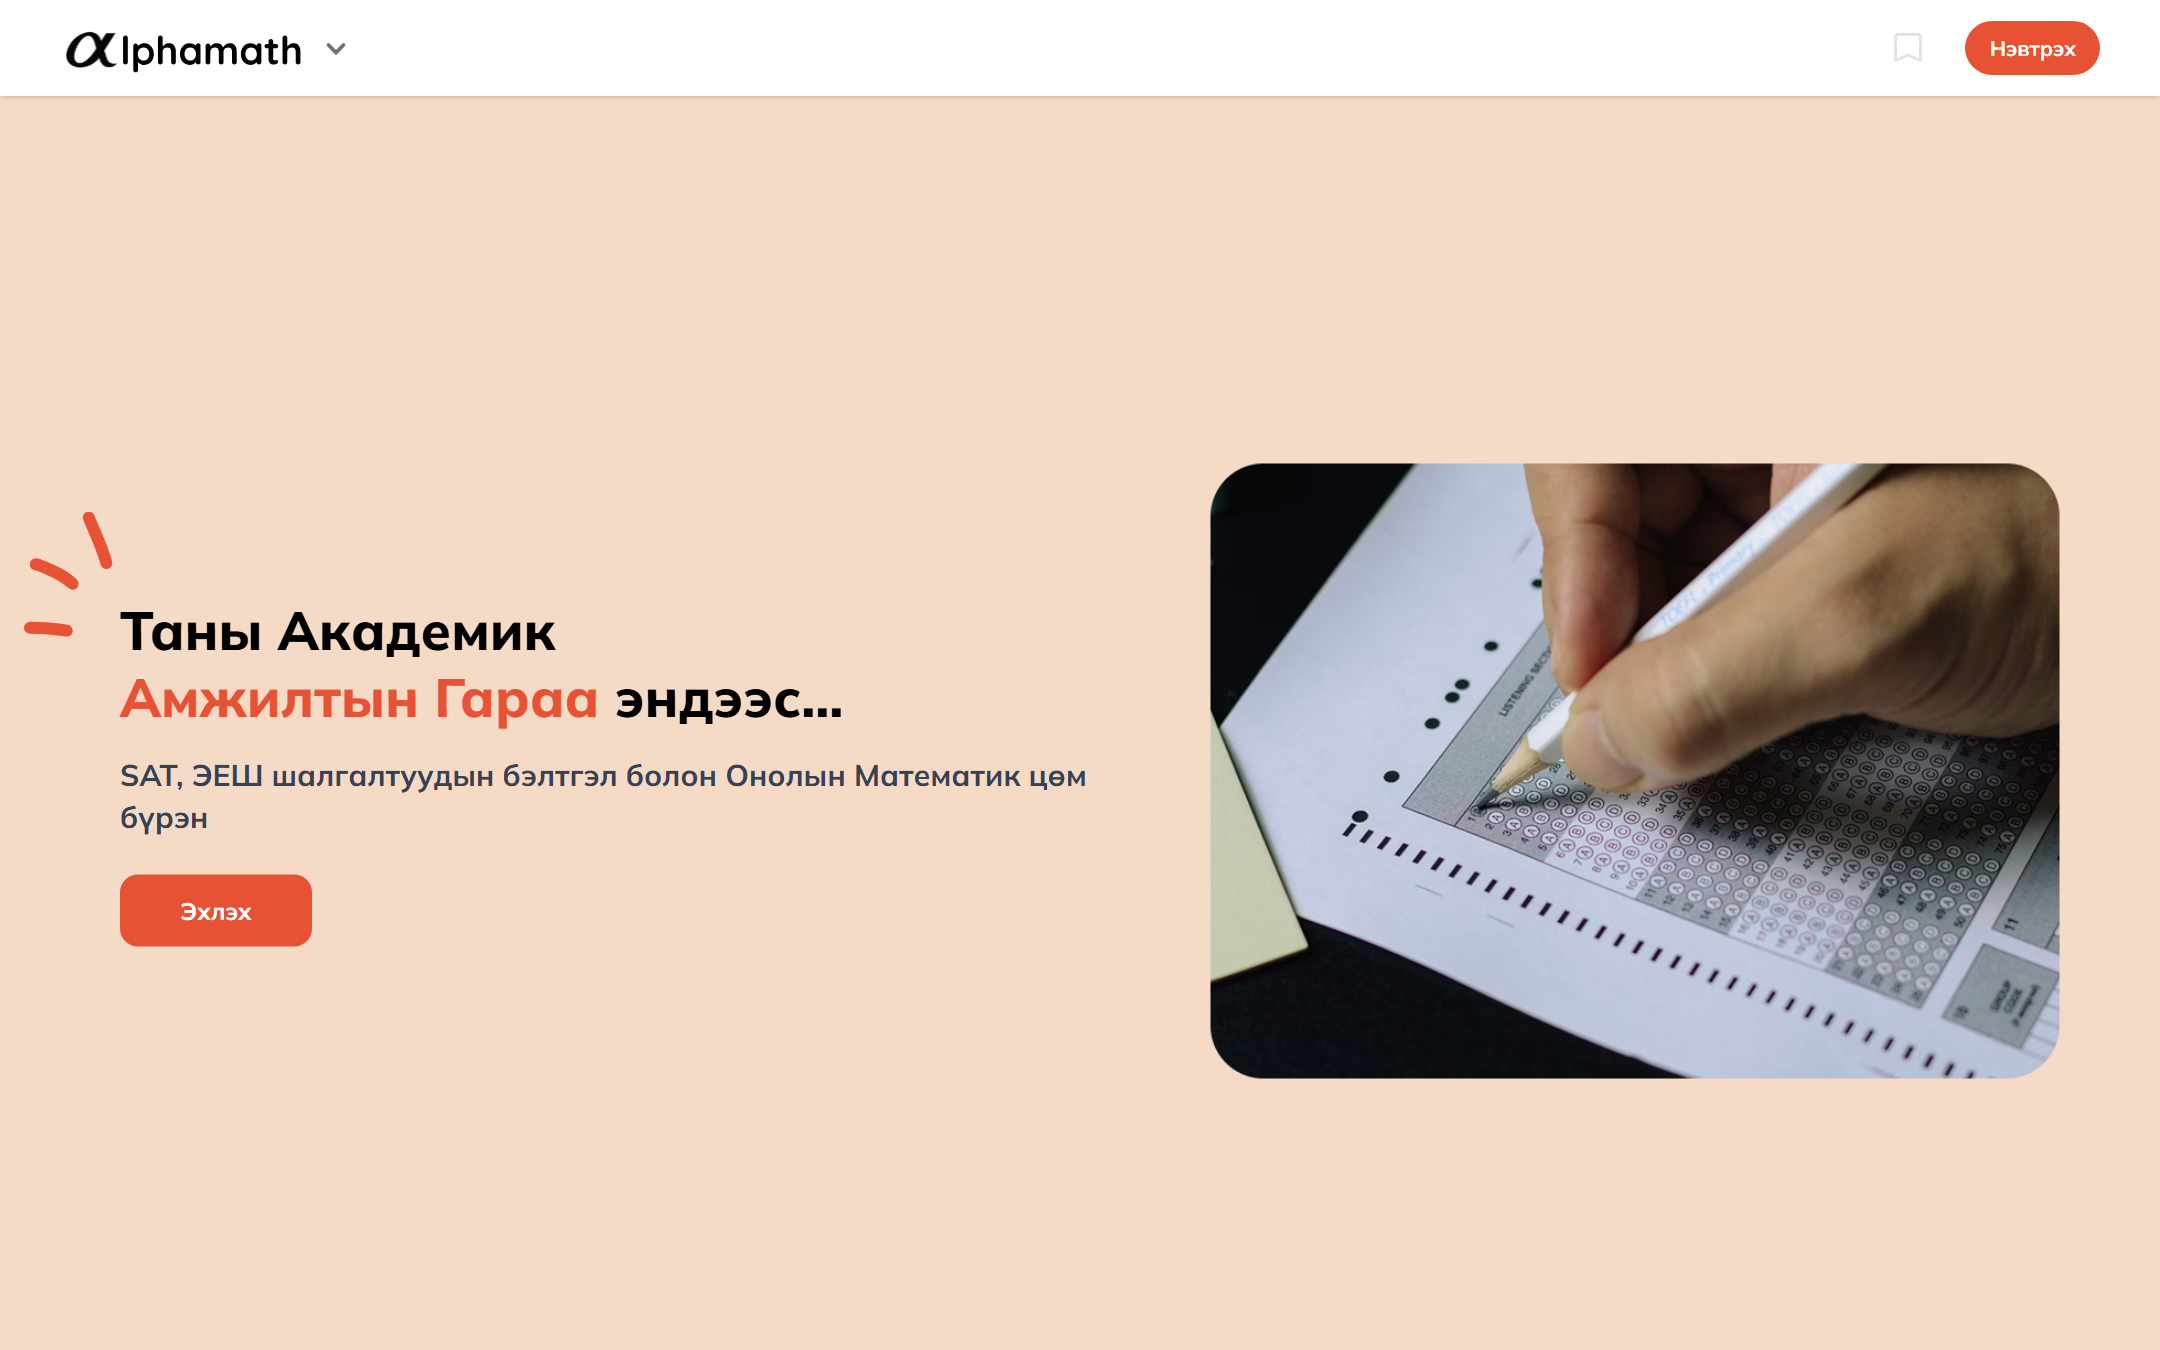 αlphamath
Нэвтрэх
Таны Академик
Амжилтын Гараа эндээс...
SAT, ЭЕШ шалгалтуудын бэлтгэл болон Онолын Математик цөм
бүрэн
Эхлэх